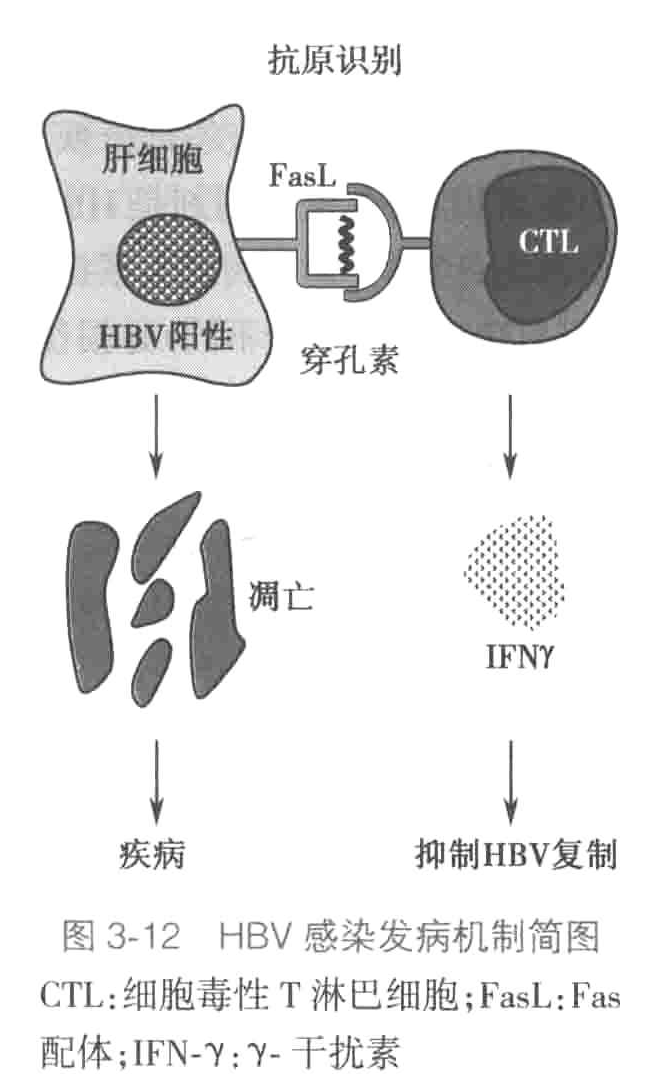 抗原识别
肝细胞
FasL
CTL
HBV阳性
穿孔素
凋亡
IFNγ
疾病
抑制HBV复制
图 3-12 HBV 感染发病机制简图
CTL:细胞毒性 T 淋巴细胞;FasL:Fas
配体;IFN-γ:γ- 干扰素